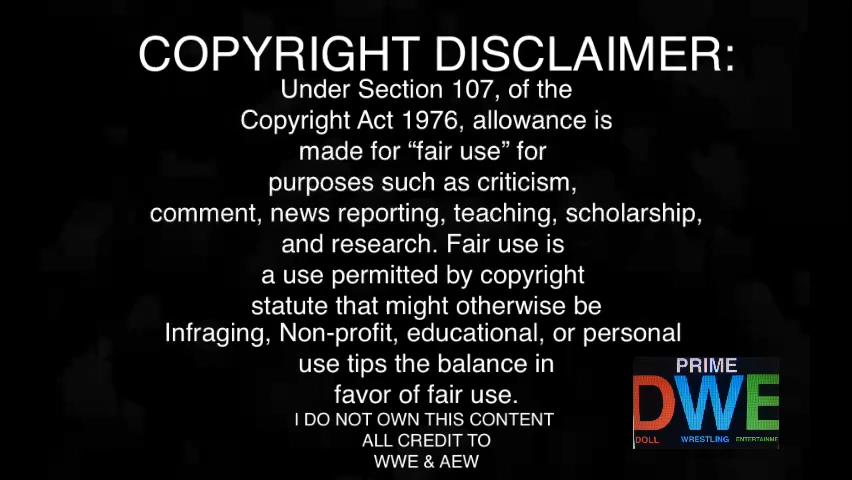 COPYRIGHT DISCLAIMER:
Under Section 107, of the
Copyright Act 1976, allowance is
made for “fair use” for
purposes such as criticism,
comment, news reporting, teaching, scholarship,
and research. Fair use is
a use permitted by copyright
statute that might otherwise be
Infraging, Non-profit, educational, or personal
use tips the balance in
favor of fair use.
I DO NOT OWN THIS CONTENT
ALL CREDIT TO
WWE & AEW
PRIME
DWE
DOLL WRESTLING ENTERTAINME